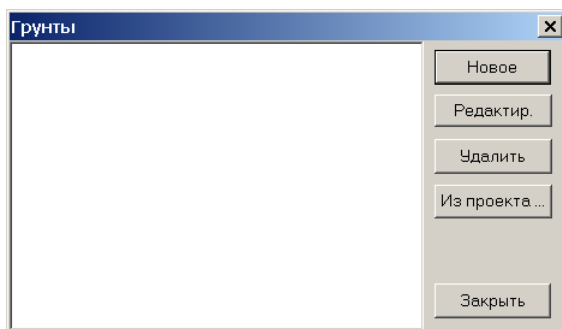 Грунты
Новое
Редактир.
Удалить
Из проекта ...
Закрыть